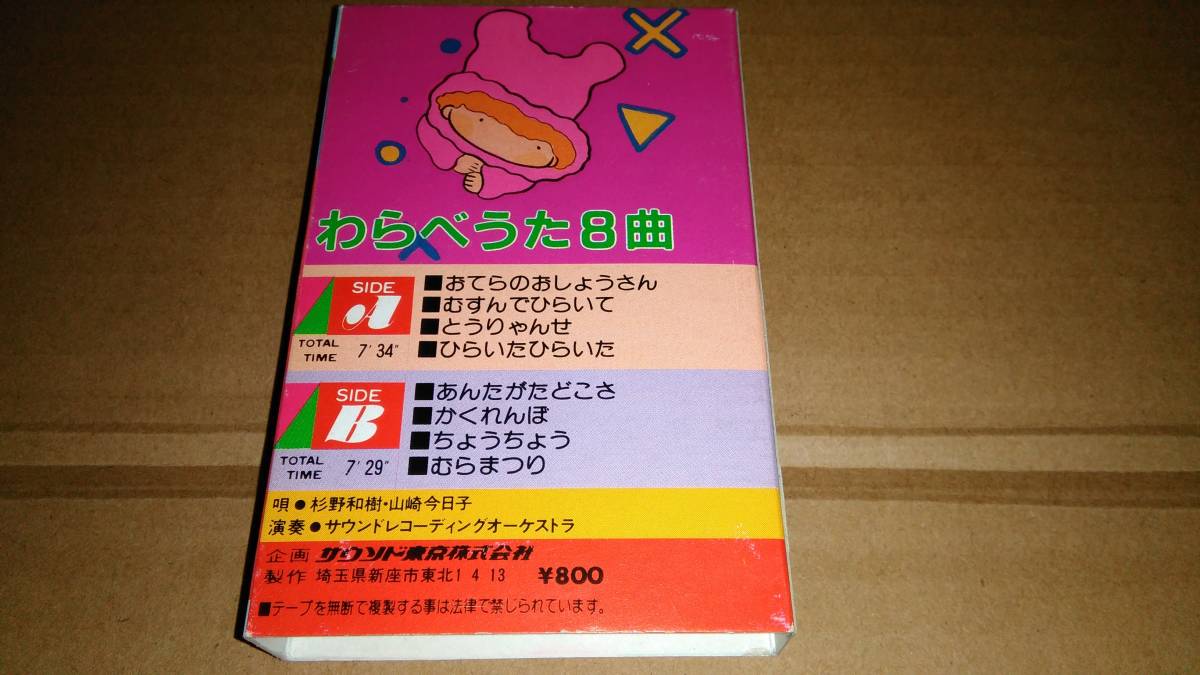 わらべうた8曲
SIDE A
■おてらのおしょうさん
■むすんでひらいて
■とうりゃんせ
■ひらいたひらいた
TOTAL TIME 7'34"
SIDE B
■あんたがたどこさ
■かくれんぼ
■ちょうちょう
■むらまつり
TOTAL TIME 7'29"
唄●杉野和樹・山崎今日子
演奏●サウンドレコーディングオーケストラ
企画 サウンド東京株式会社
製作 埼玉県新座市東北1 4 13 ¥800
■テープを無断で複製する事は法律で禁じられています。